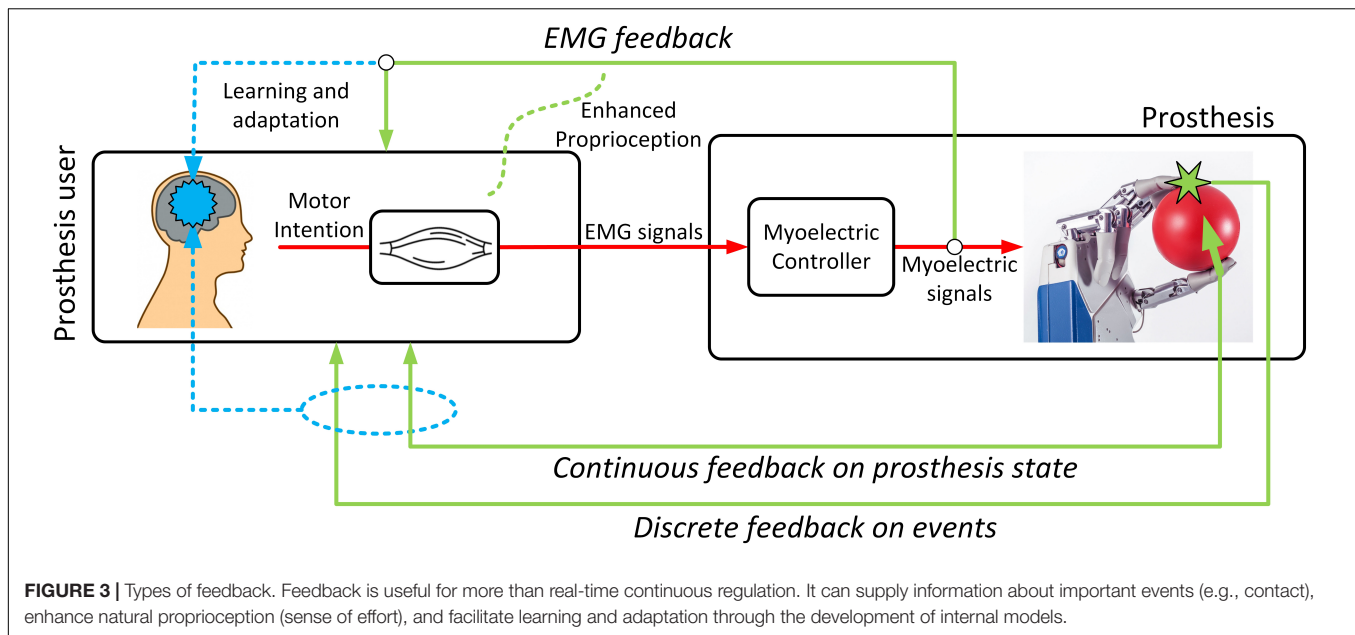 EMG feedback
Learning and
adaptation
Enhanced
Proprioception
Prosthesis
Prosthesis user
Motor
Intention
EMG signals
Myoelectric
Controller
Myoelectric
signals
Continuous feedback on prosthesis state
Discrete feedback on events
FIGURE 3 | Types of feedback. Feedback is useful for more than real-time continuous regulation. It can supply information about important events (e.g., contact),
enhance natural proprioception (sense of effort), and facilitate learning and adaptation through the development of internal models.